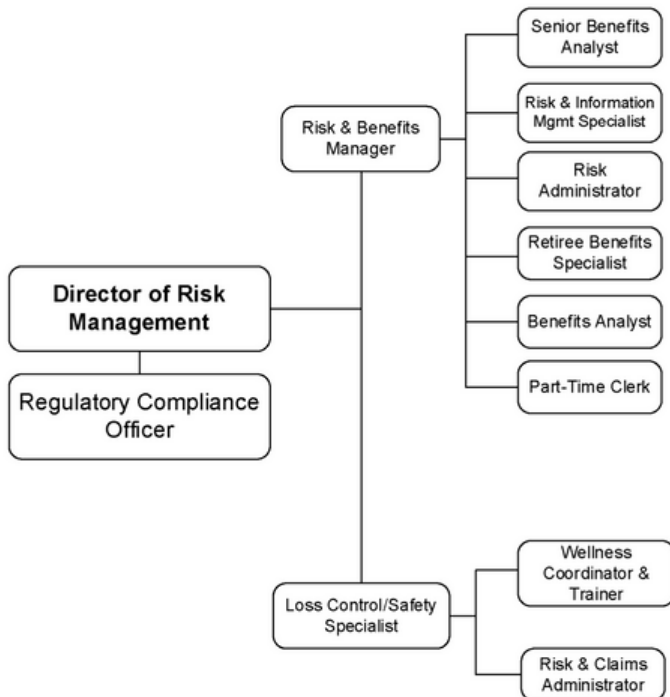 Senior Benefits
Analyst
Risk & Information
Mgmt Specialist
Risk & Benefits
Manager
Risk
Administrator
Retiree Benefits
Specialist
Director of Risk
Management
Benefits Analyst
Part-Time Clerk
Regulatory Compliance
Officer
Wellness
Coordinator &
Trainer
Loss Control/Safety
Specialist
Risk & Claims
Administrator